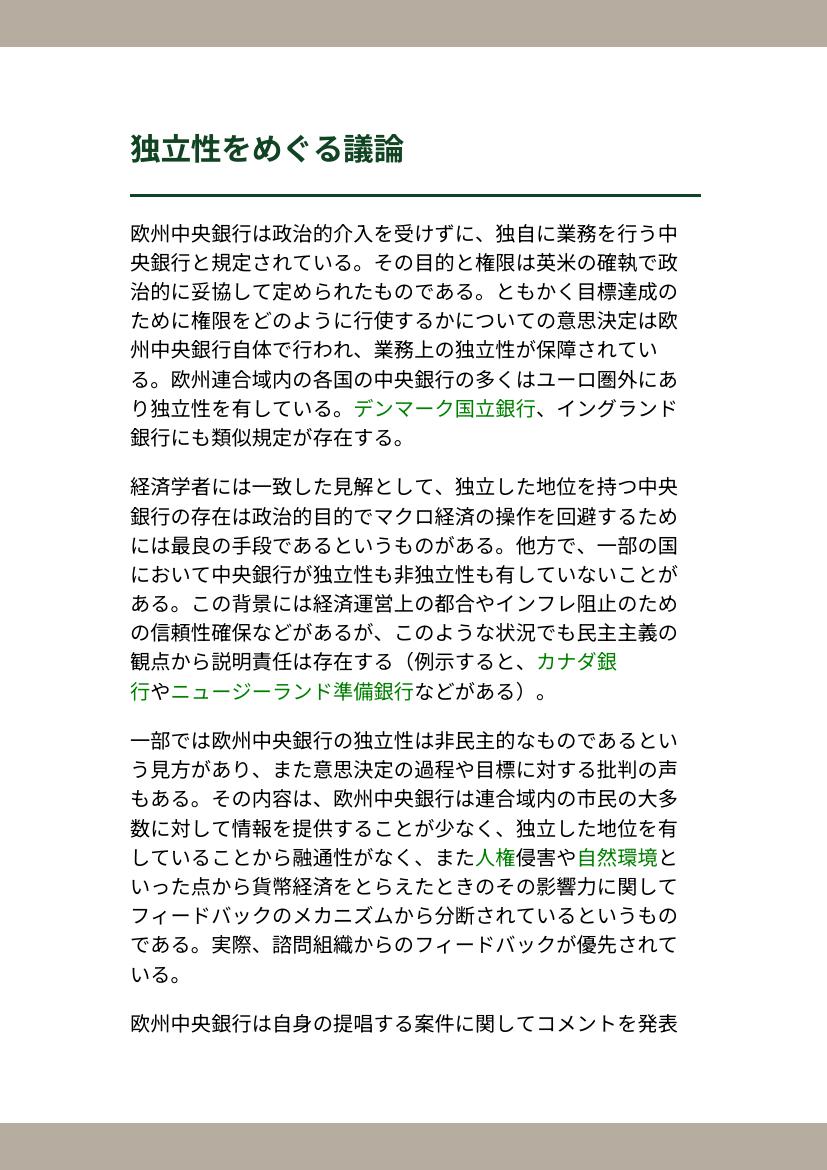 独立性をめぐる議論
欧州中央銀行は政治的介入を受けずに、独自に業務を行う中
央銀行と規定されている。その目的と権限は英米の確執で政
治的に妥協して定められたものである。ともかく目標達成の
ために権限をどのように行使するかについての意思決定は欧
州中央銀行自体で行われ、業務上の独立性が保障されてい
る。欧州連合域内の各国の中央銀行の多くはユーロ圏外にあ
り独立性を有している。デンマーク国立銀行、イングランド
銀行にも類似規定が存在する。
経済学者には一致した見解として、独立した地位を持つ中央
銀行の存在は政治的目的でマクロ経済の操作を回避するため
には最良の手段であるというものがある。他方で、一部の国
において中央銀行が独立性も非独立性も有していないことが
ある。この背景には経済運営上の都合やインフレ阻止のため
の信頼性確保などがあるが、このような状況でも民主主義の
観点から説明責任は存在する（例示すると、カナダ銀
行やニュージーランド準備銀行などがある）。
一部では欧州中央銀行の独立性は非民主的なものであるとい
う見方があり、また意思決定の過程や目標に対する批判の声
もある。その内容は、欧州中央銀行は連合域内の市民の大多
数に対して情報を提供することが少なく、独立した地位を有
していることから融通性がなく、また人権侵害や自然環境と
いった点から貨幣経済をとらえたときのその影響力に関して
フィードバックのメカニズムから分断されているというもの
である。実際、諮問組織からのフィードバックが優先されて
いる。
欧州中央銀行は自身の提唱する案件に関してコメントを発表